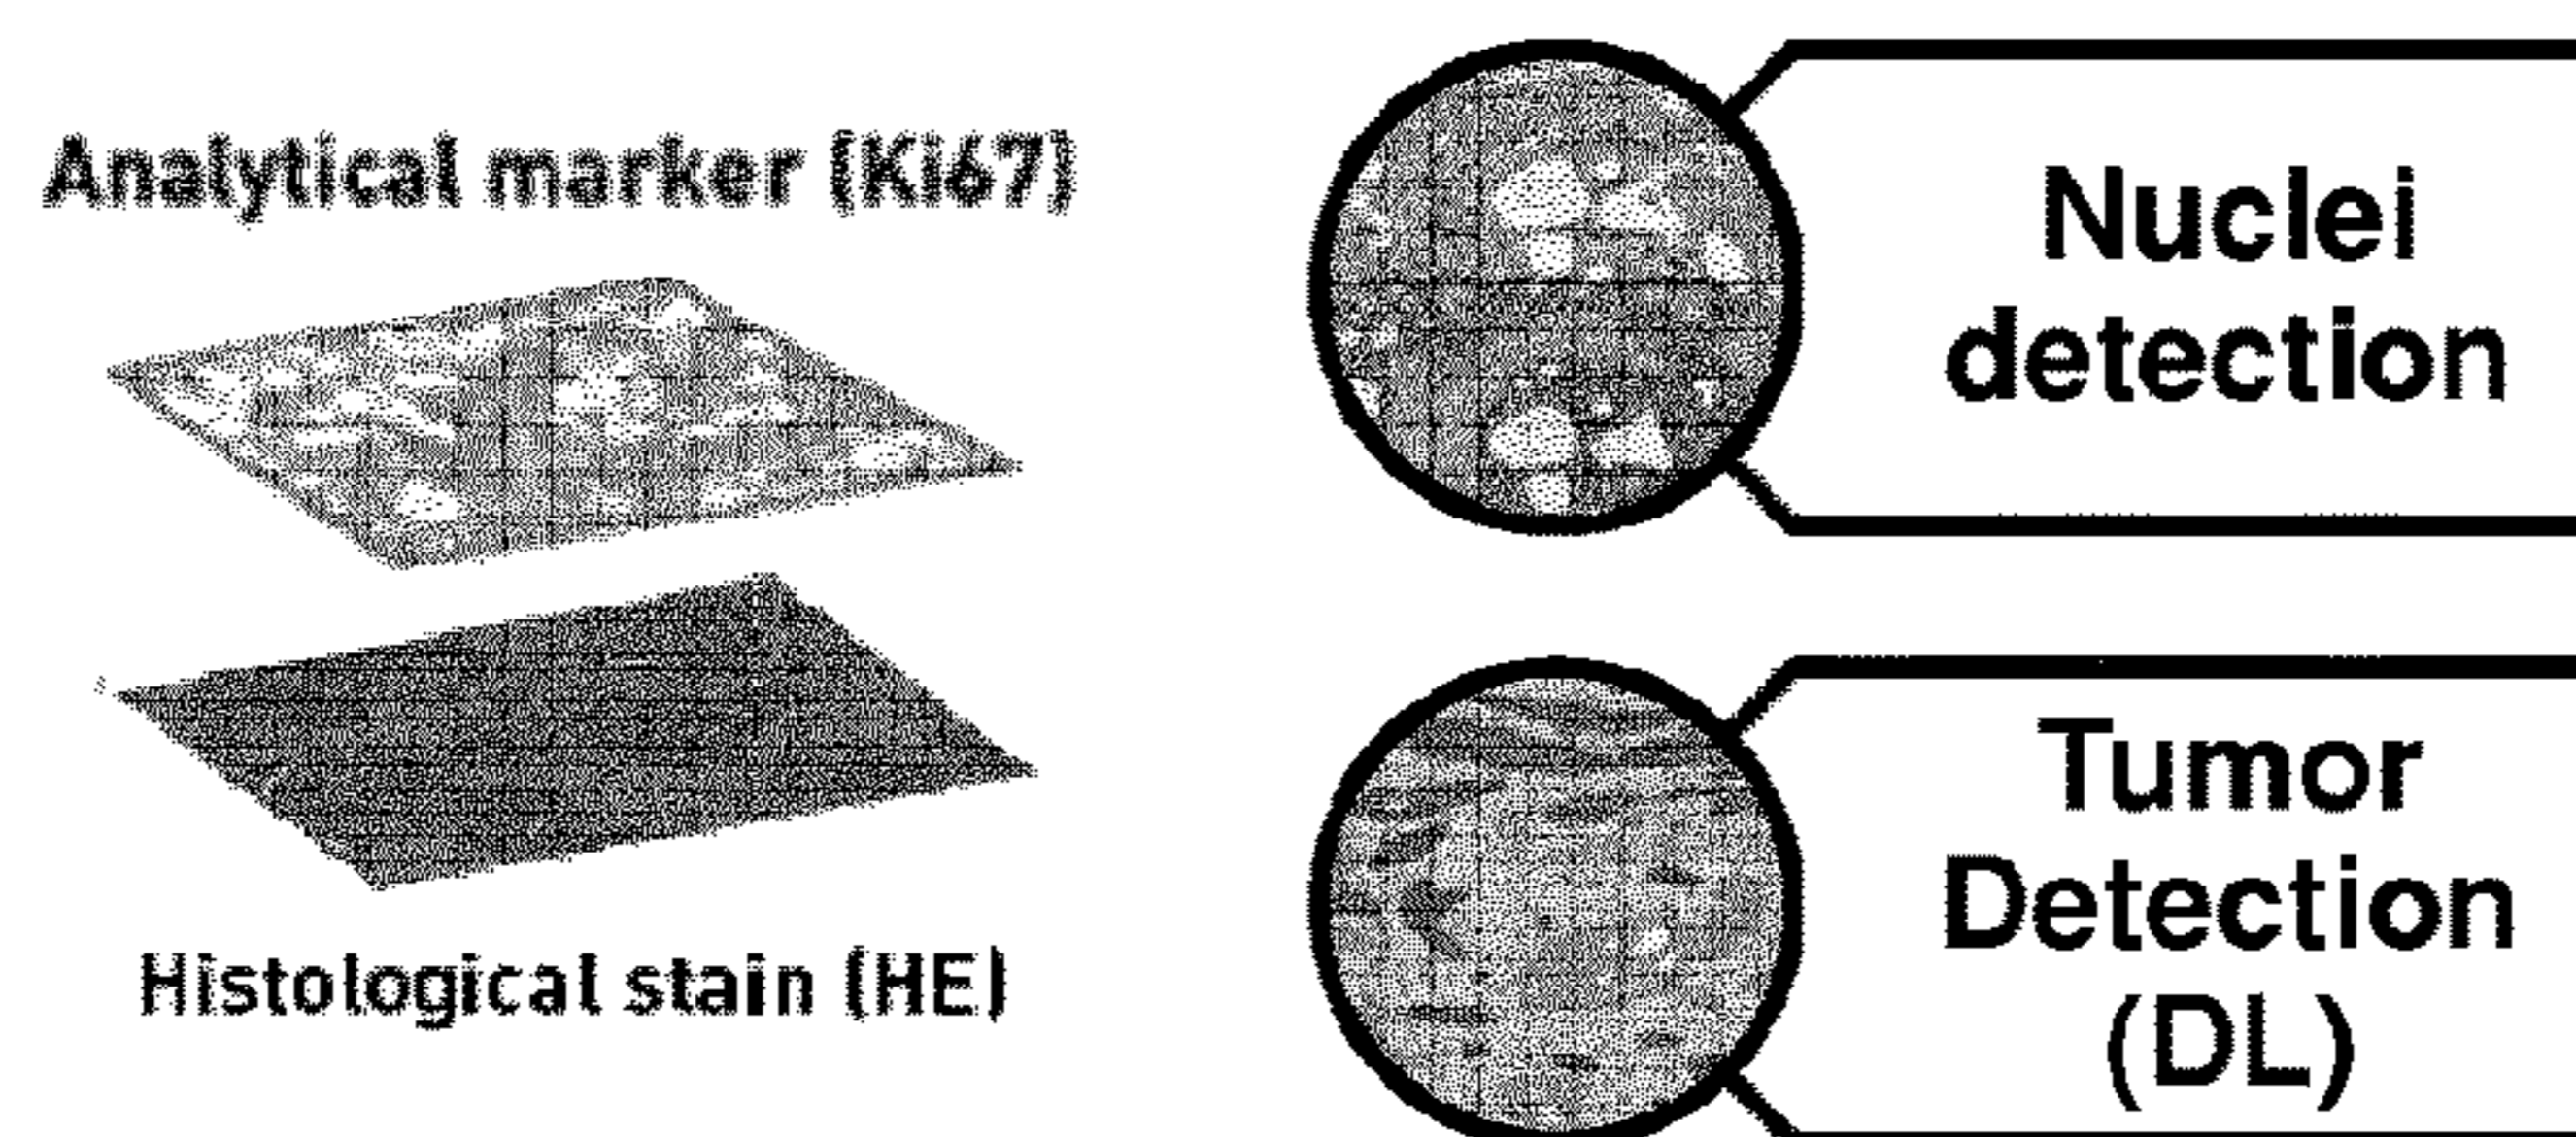 Analytical marker (Ki67)
Histological stain (HE)
Nuclei
detection
Tumor
Detection
(DL)